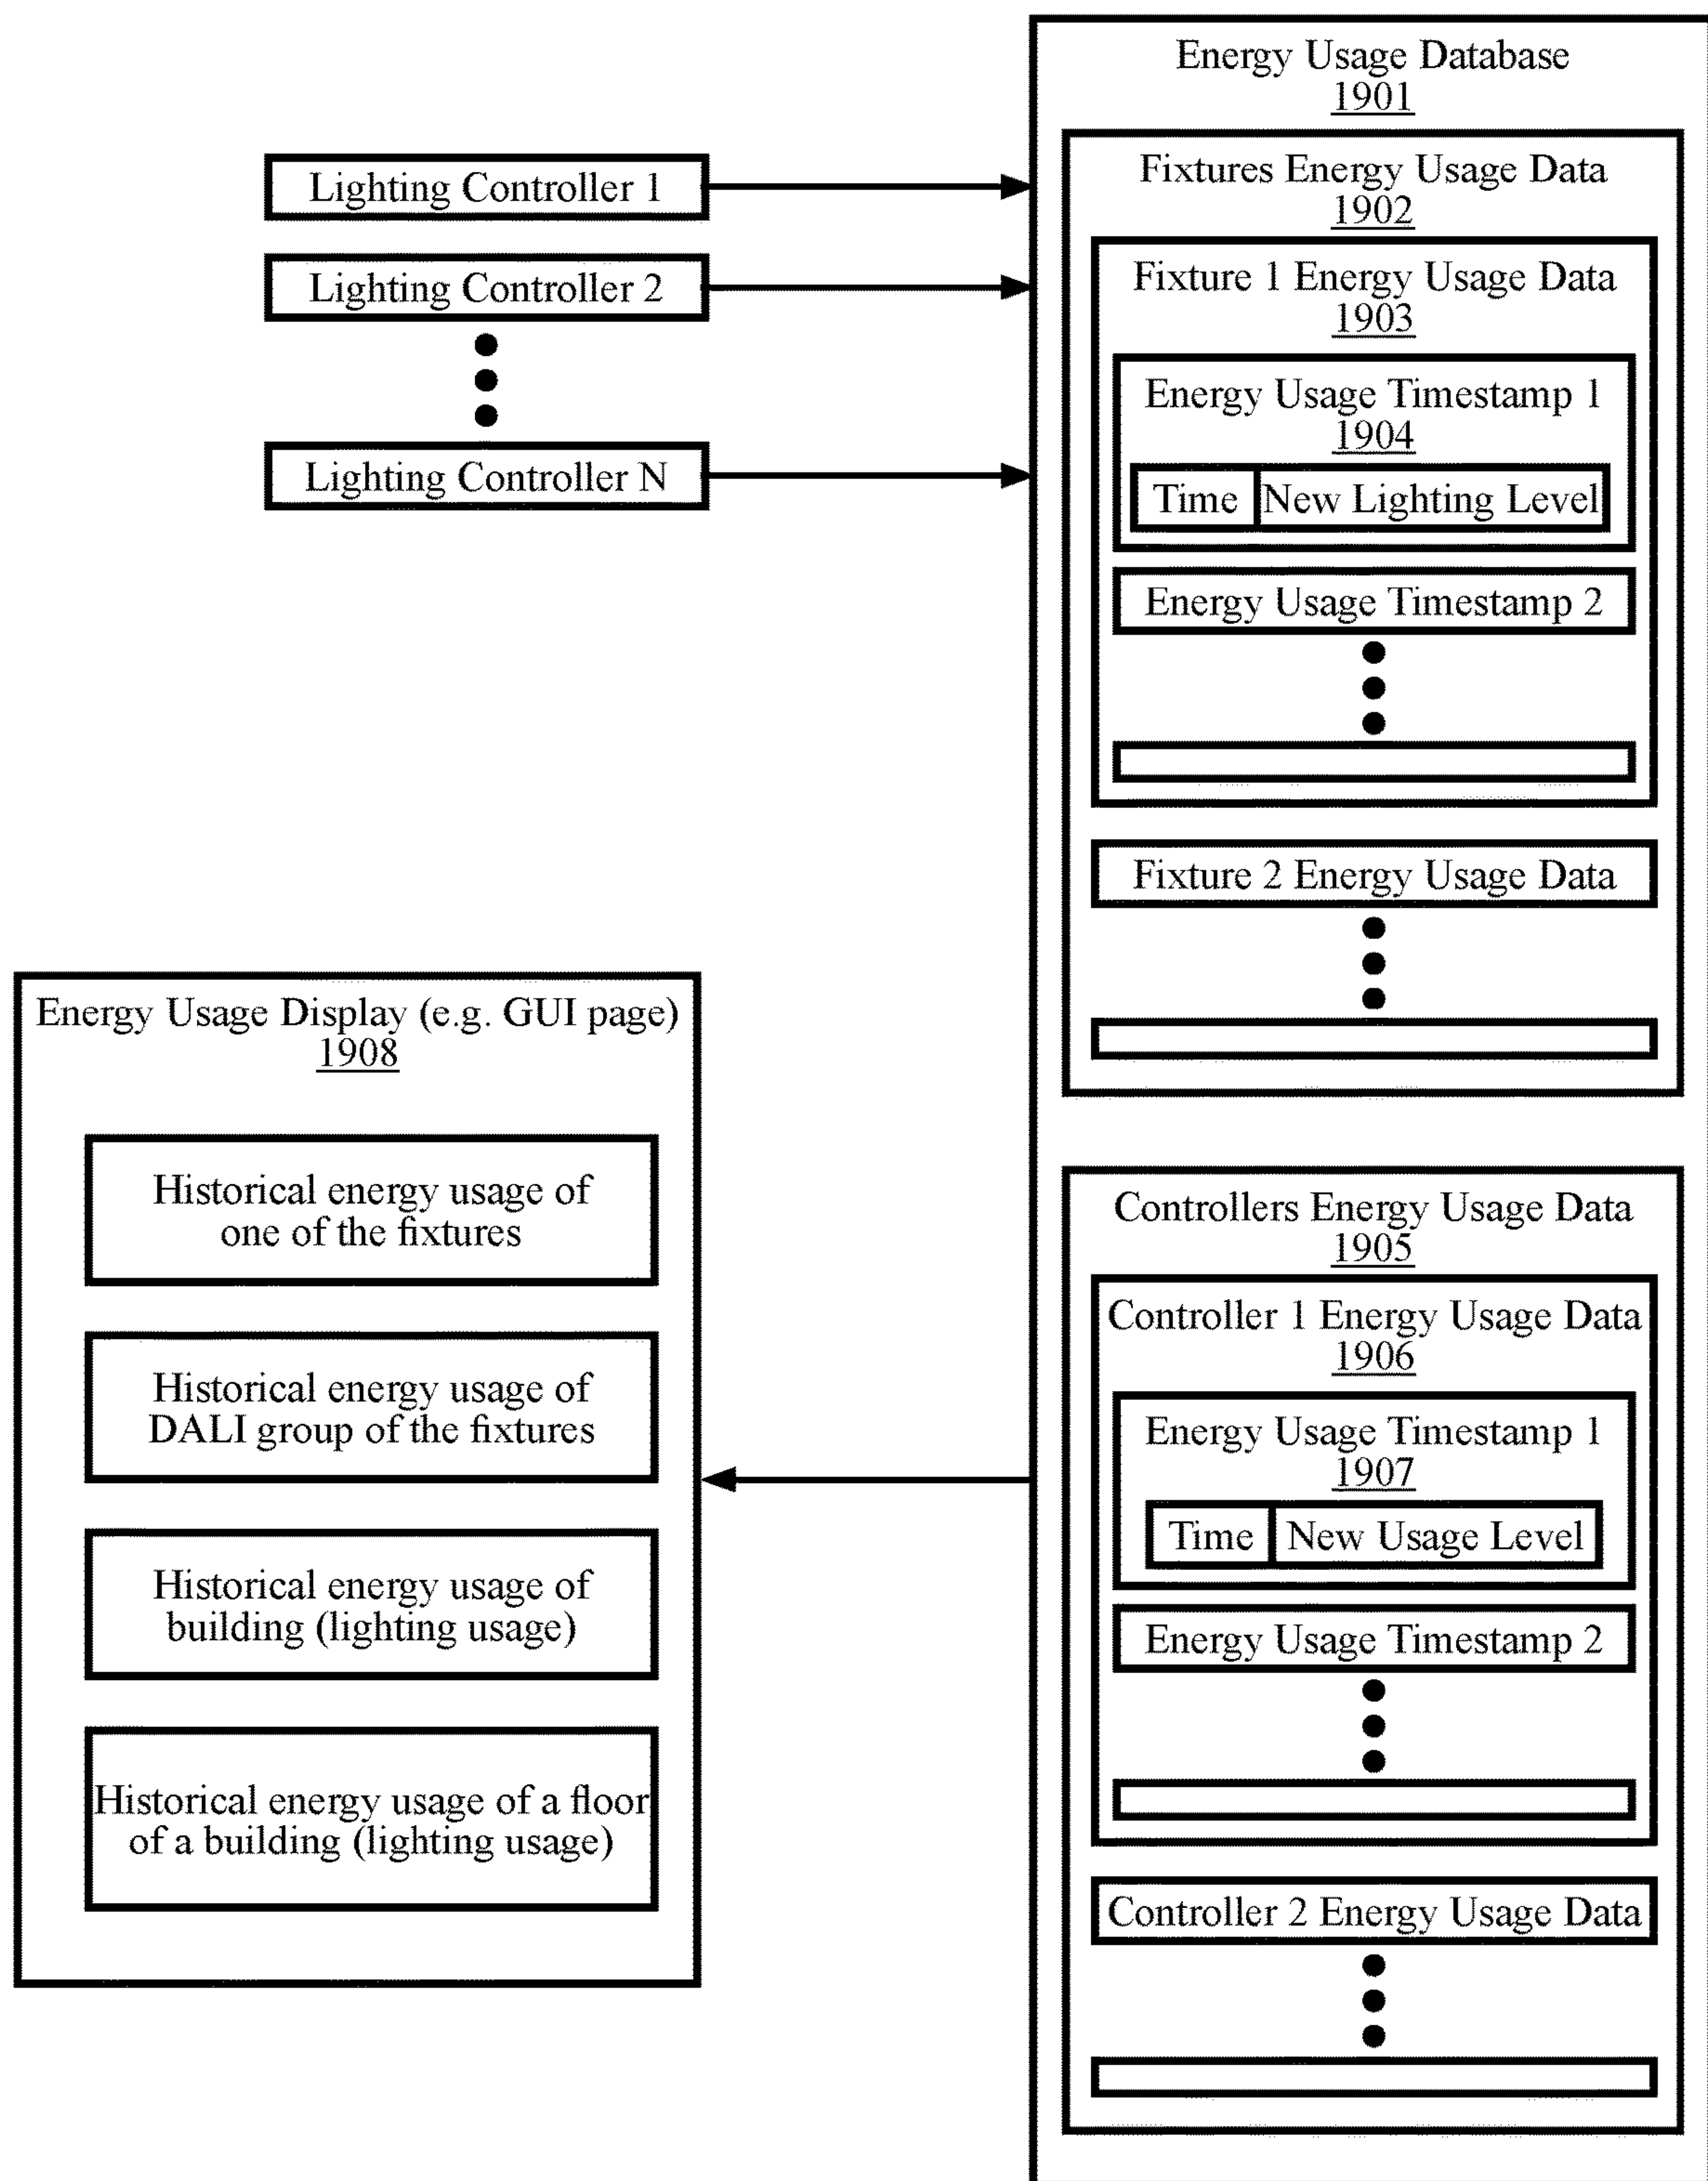 Energy Usage Database
1901
Lighting Controller 1
Lighting Controller 2
Lighting Controller N
Fixtures Energy Usage Data
1902
Fixture 1 Energy Usage Data
1903
Energy Usage Timestamp 1
1904
Time New Lighting Level
Energy Usage Timestamp 2
Fixture 2 Energy Usage Data
Energy Usage Display (e.g. GUI page)
1908
Historical energy usage of
one of the fixtures
Historical energy usage of
DALI group of the fixtures
Historical energy usage of
building (lighting usage)
Historical energy usage of a floor
of a building (lighting usage)
Controllers Energy Usage Data
1905
Controller 1 Energy Usage Data
1906
Energy Usage Timestamp 1
1907
Time New Usage Level
Energy Usage Timestamp 2
Controller 2 Energy Usage Data